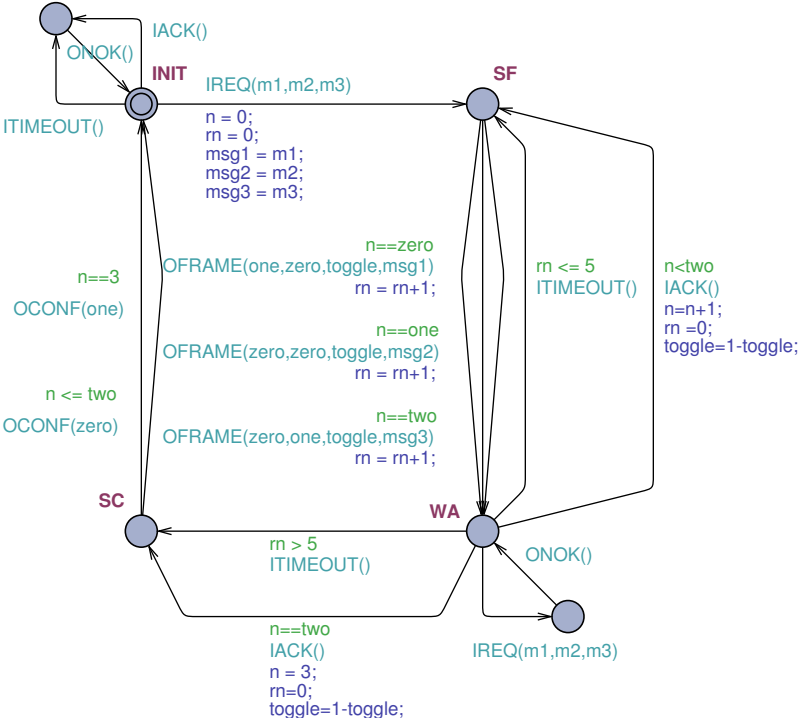 IACK()
ONOK()
INIT
SF
IREQ(m1,m2,m3)
ITIMEOUT()
n = 0;
rn = 0;
msg1 = m1;
msg2 = m2;
msg3 = m3;
n==zero
OFRAME(one,zero,toggle,msg1)
rn = rn+1;
n==3
OCONF(one)
rn <= 5
ITIMEOUT()
n<two
IACK()
n=n+1;
rn =0;
toggle=1-toggle;
n==one
OFRAME(zero,zero,toggle,msg2)
rn = rn+1;
n <= two
OCONF(zero)
n==two
OFRAME(zero,one,toggle,msg3)
rn = rn+1;
SC
WA
rn > 5
ITIMEOUT()
ONOK()
n==two
IACK()
n = 3;
rn=0;
toggle=1-toggle;
IREQ(m1,m2,m3)